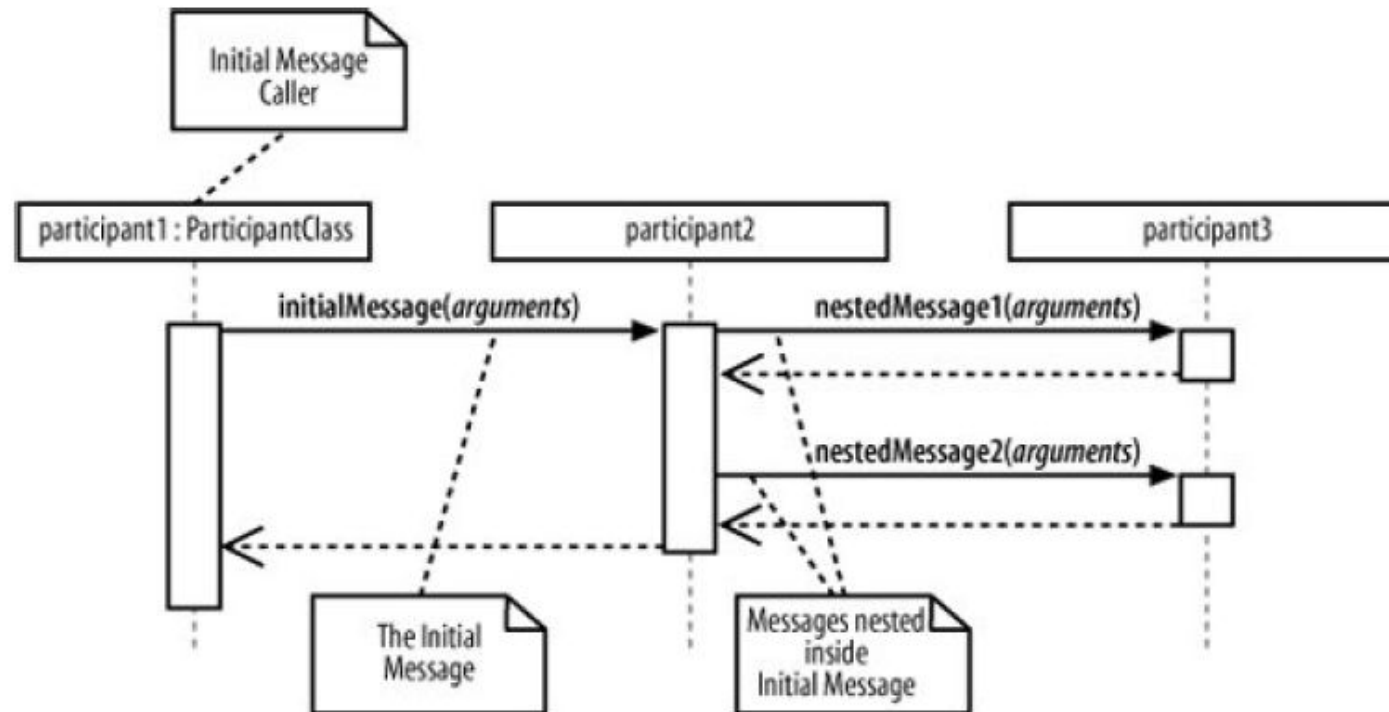 Initial Message
Caller
participant1 : ParticipantClass
participant2
participant3
initialMessage(arguments)
nestedMessage1(arguments)
nestedMessage2(arguments)
The Initial
Message
Messages nested
inside
Initial Message